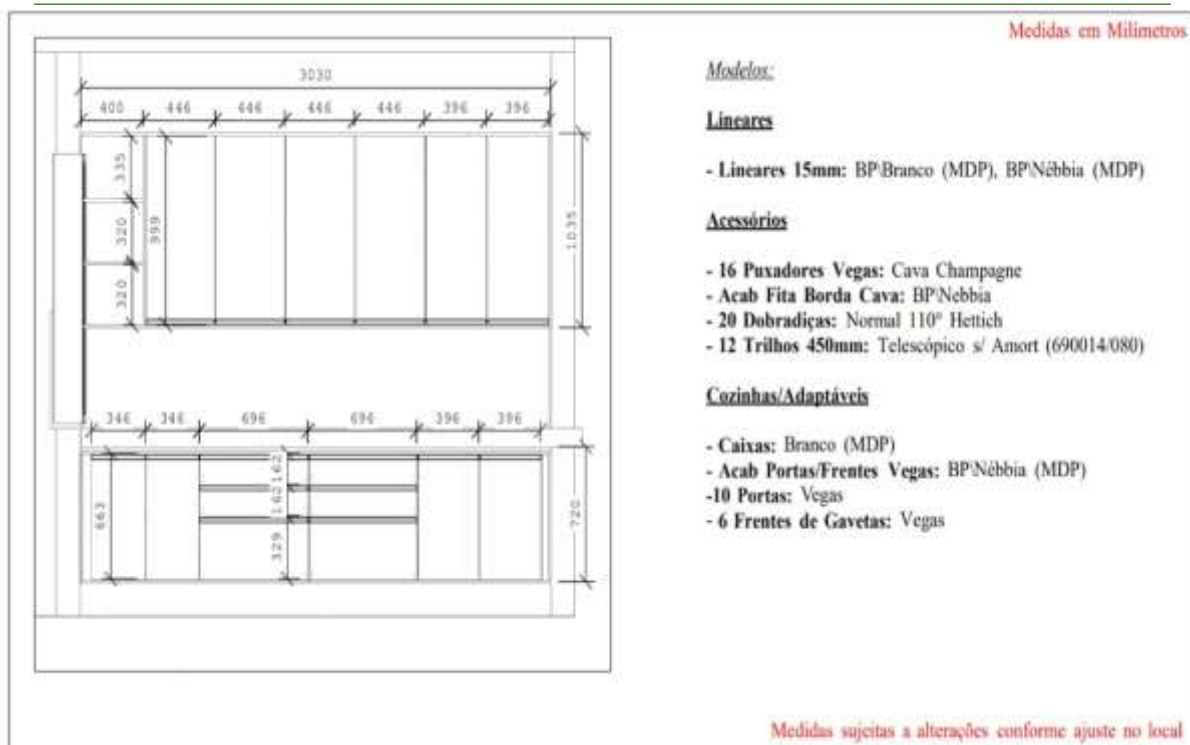 Medidas em Milímetros
3030
400 446 446 446 446 396 396
335
320
320
999
1035
346 346 696 696 396 396
162
162
329
663
720
Modelos:
Lineares
- Lineares 15mm: BP\Branco (MDP), BP\Nébbia (MDP)
Acessórios
- 16 Puxadores Vegas: Cava Champagne
- Acab Fita Borda Cava: BP\Nebbia
- 20 Dobradiças: Normal 110° Hettich
- 12 Trilhos 450mm: Telescópico s/ Amort (690014/080)
Cozinhas/Adaptáveis
- Caixas: Branco (MDP)
- Acab Portas/Frentes Vegas: BP\Nébbia (MDP)
-10 Portas: Vegas
- 6 Frentes de Gavetas: Vegas
Medidas sujeitas a alterações conforme ajuste no local